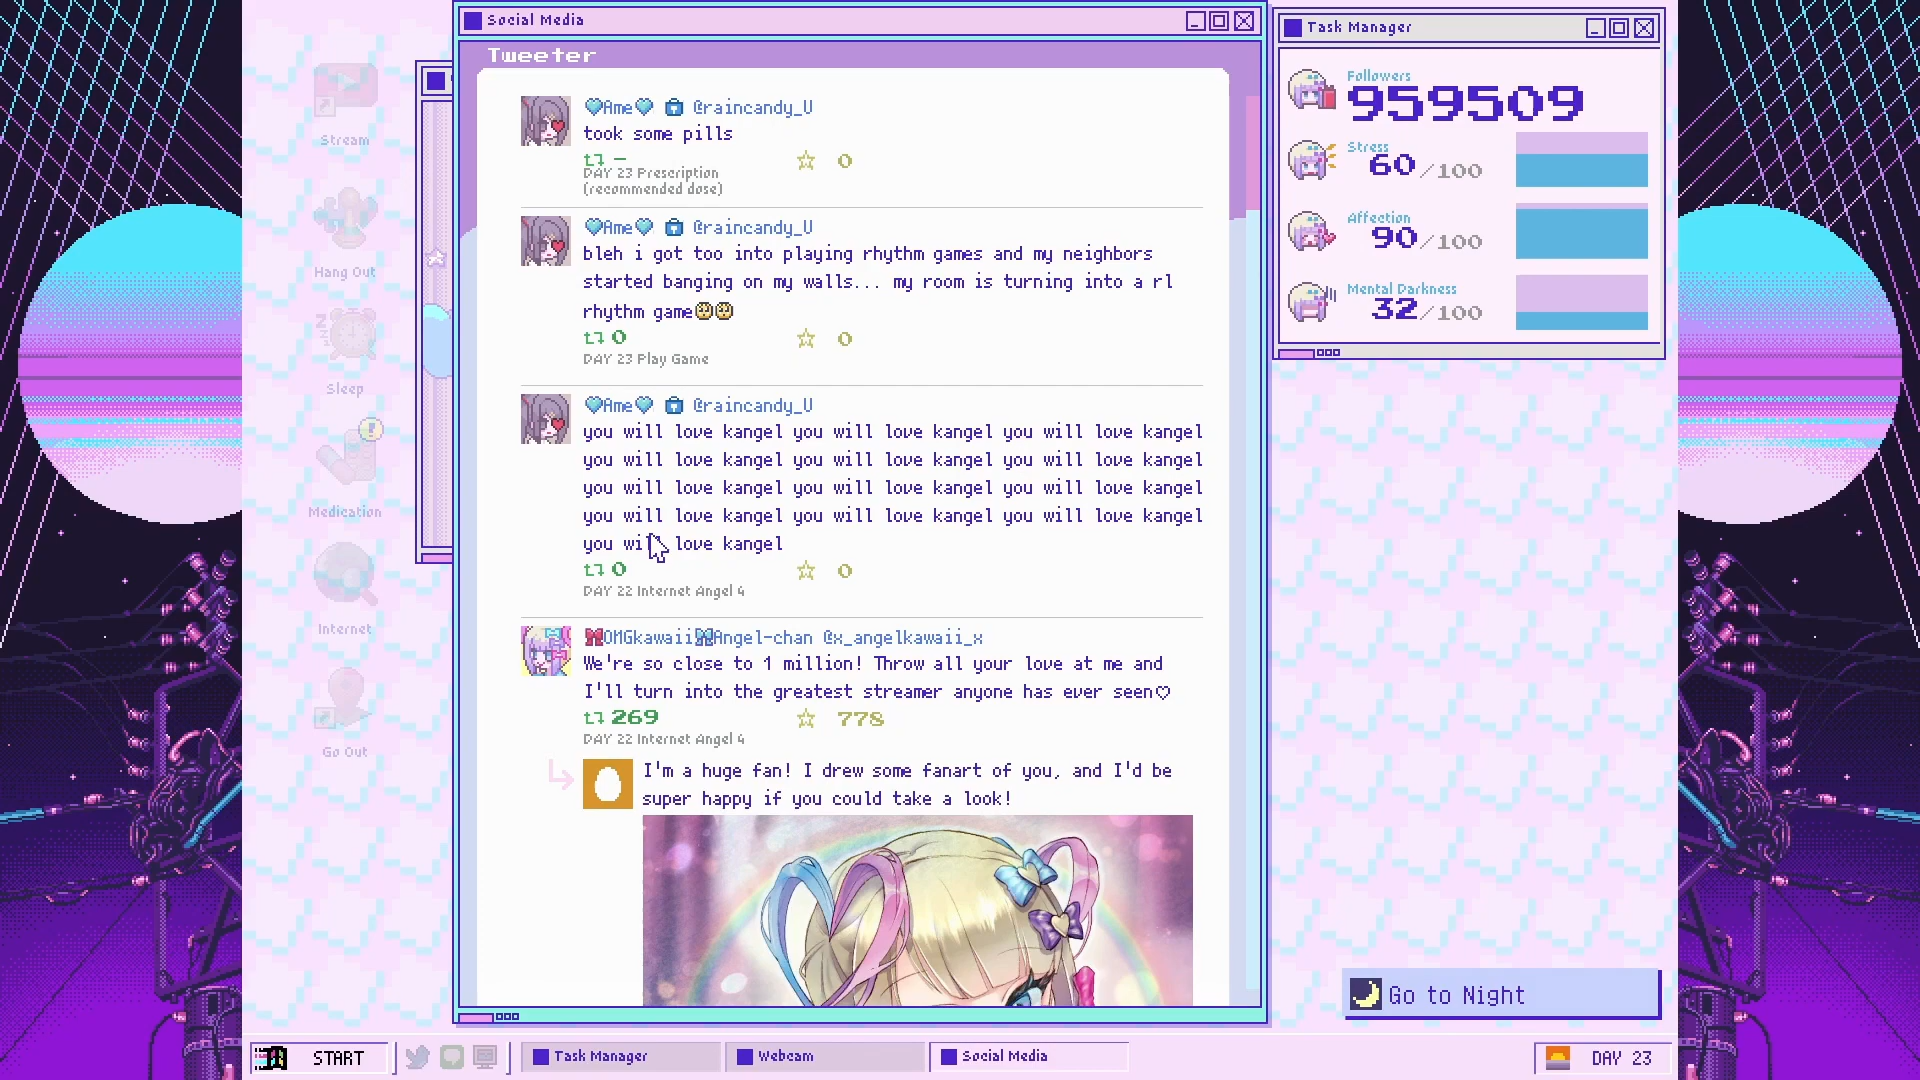 Social Media
Tweeter
Ame @raincandy_U
took some pills
0
DAY 23 Prescription
(recommended dose)
Ame @raincandy_U
bleh i got too into playing rhythm games and my neighbors
started banging on my walls... my room is turning into a rl
rhythm game🥺🥺
0 0
DAY 23 Play Game
Ame @raincandy_U
you will love kangel you will love kangel you will love kangel
you will love kangel you will love kangel you will love kangel
you will love kangel you will love kangel you will love kangel
you will love kangel you will love kangel you will love kangel
you will love kangel
0 0
DAY 22 Internet Angel 4
OMGkawaii Angel-chan @x_angelkawaii_x
We're so close to 1 million! Throw all your love at me and
I'll turn into the greatest streamer anyone has ever seen♡
269 778
DAY 22 Internet Angel 4
I'm a huge fan! I drew some fanart of you, and I'd be
super happy if you could take a look!
Task Manager
Followers
959509
Stress
60/100
Affection
90/100
Mental Darkness
32/100
Stream
Hang Out
Sleep
Medication
Internet
Go Out
Go to Night
START
Task Manager
Webcam
Social Media
DAY 23